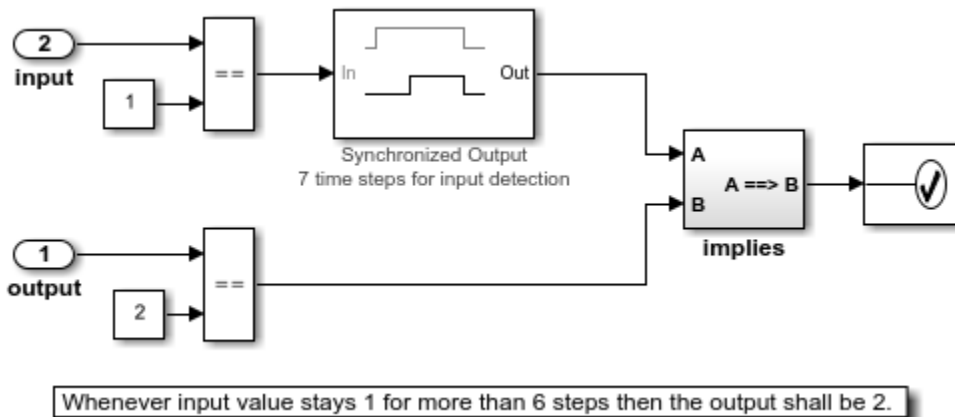 2
input
1
==
In
Out
Synchronized Output
7 time steps for input detection
A
B
A ==> B
implies
1
output
2
==
Whenever input value stays 1 for more than 6 steps then the output shall be 2.